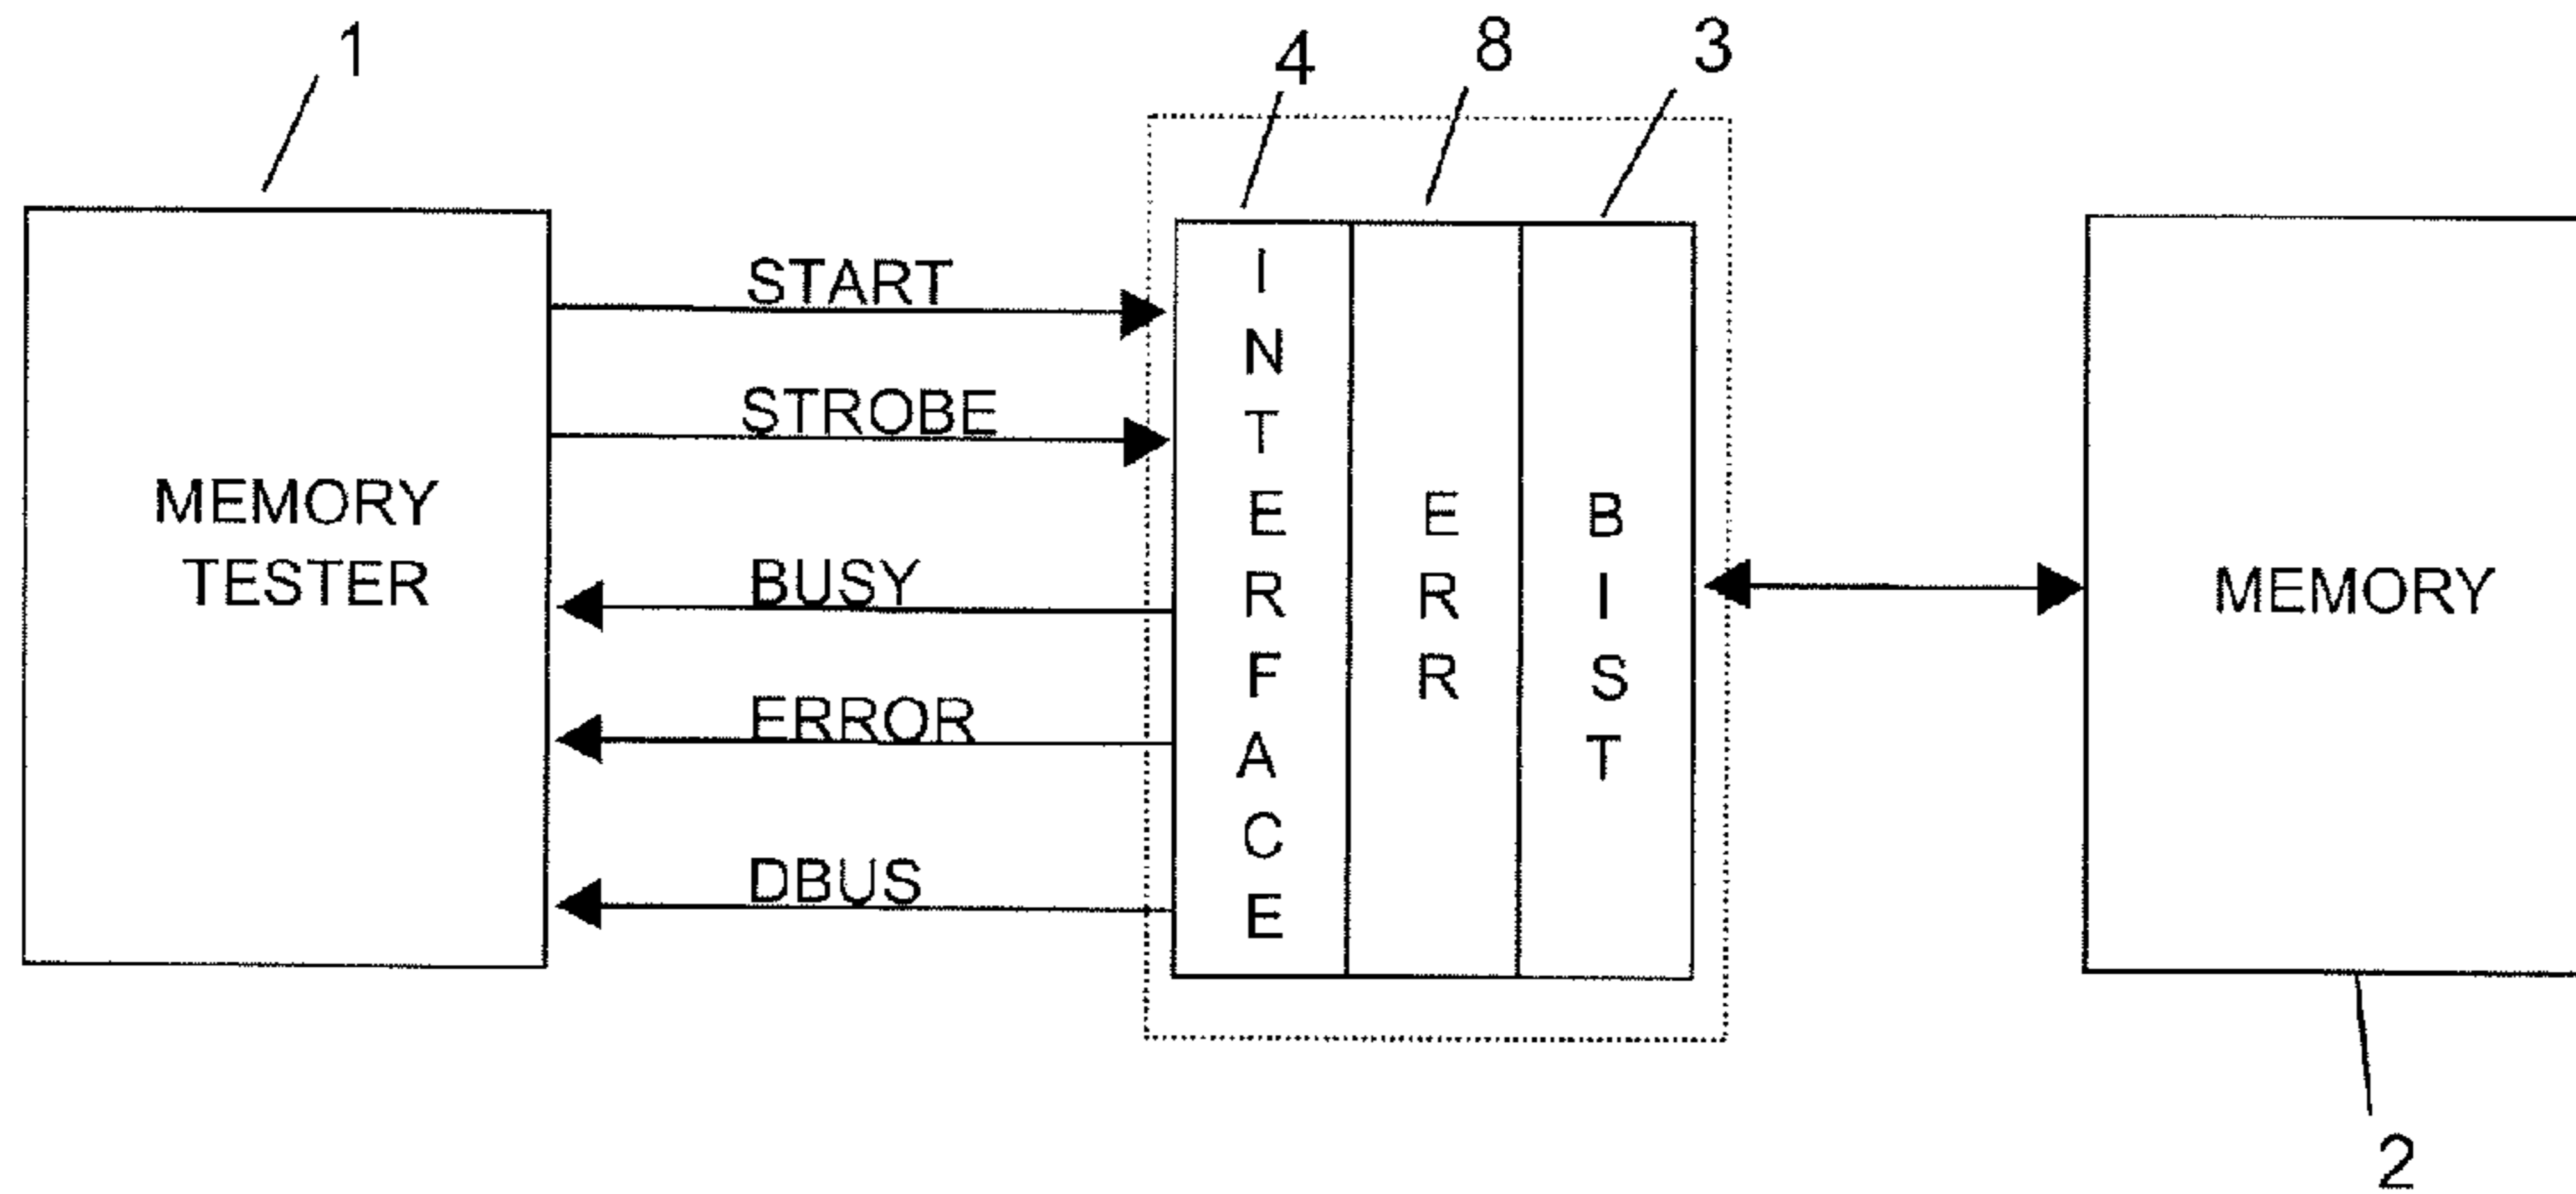 1
4
8
3
START
STROBE
MEMORY
TESTER
BUSY
ERROR
DBUS
INTERFACE
ERR
BIST
MEMORY
2